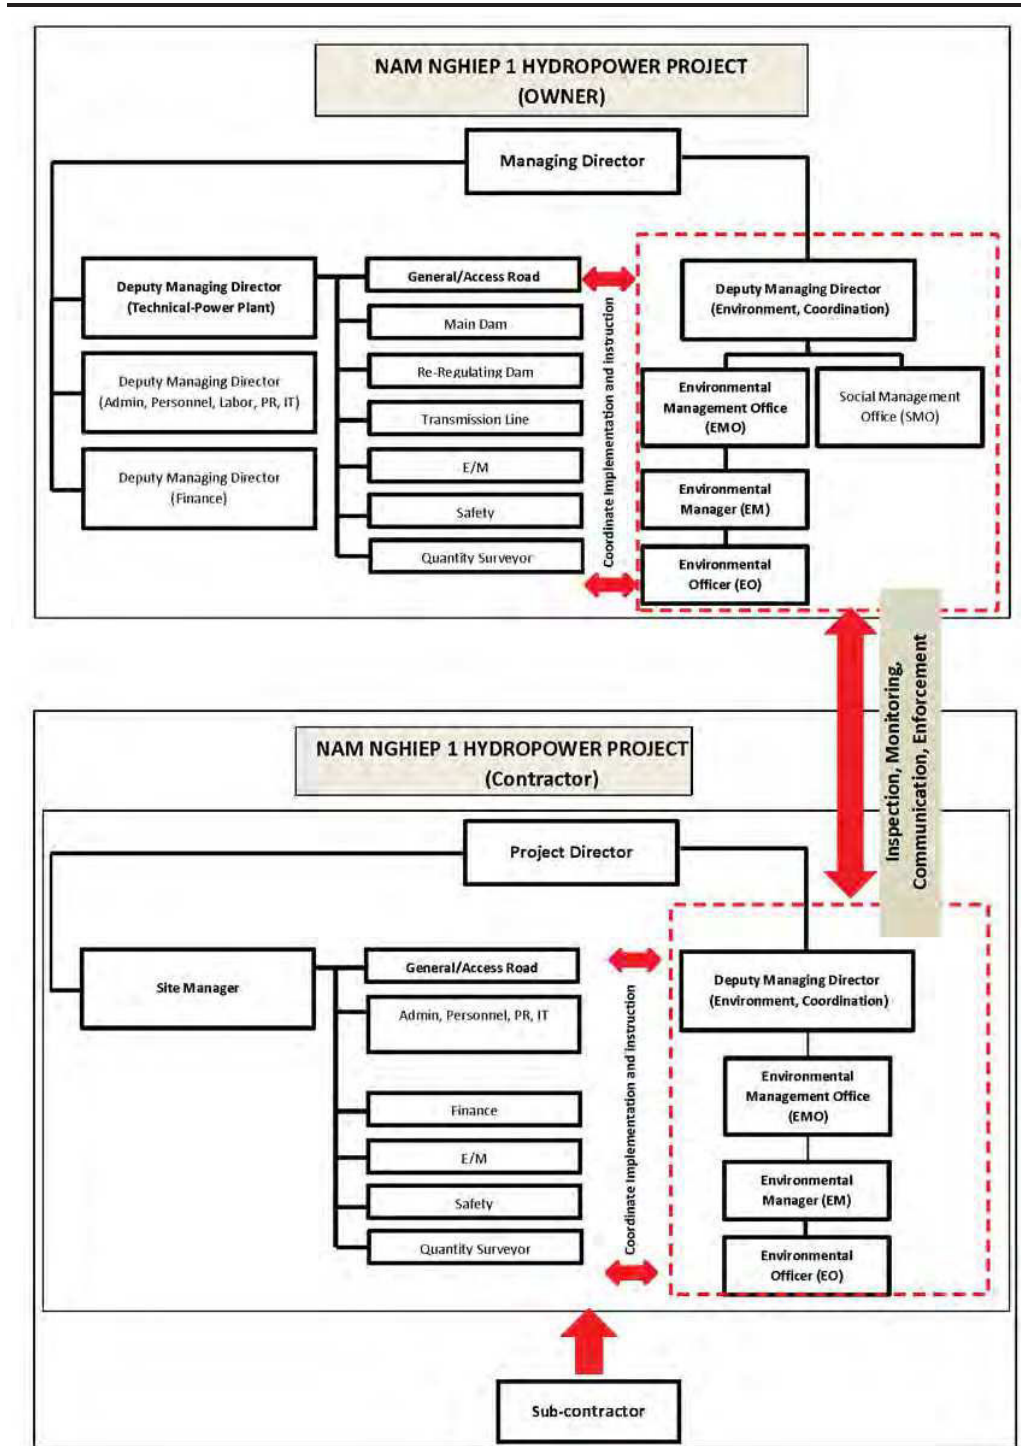 NAM NGHIEP 1 HYDROPOWER PROJECT
(OWNER)
Managing Director
Deputy Managing Director
(Technical-Power Plant)
Deputy Managing Director
(Admin, Personnel, Labor, PR, IT)
Deputy Managing Director
(Finance)
General/Access Road
Main Dam
Re-Regulating Dam
Transmission Line
E/M
Safety
Quantity Surveyor
Coordinate Implementation and instruction
Deputy Managing Director
(Environment, Coordination)
Environmental
Management Office
(EMO)
Social Management
Office (SMO)
Environmental
Manager (EM)
Environmental
Officer (EO)
Inspection, Monitoring,
Communication, Enforcement
NAM NGHIEP 1 HYDROPOWER PROJECT
(Contractor)
Project Director
Site Manager
General/Access Road
Admin, Personnel, PR, IT
Finance
E/M
Safety
Quantity Surveyor
Coordinate Implementation and instruction
Deputy Managing Director
(Environment, Coordination)
Environmental
Management Office
(EMO)
Environmental
Manager (EM)
Environmental
Officer (EO)
Sub-contractor